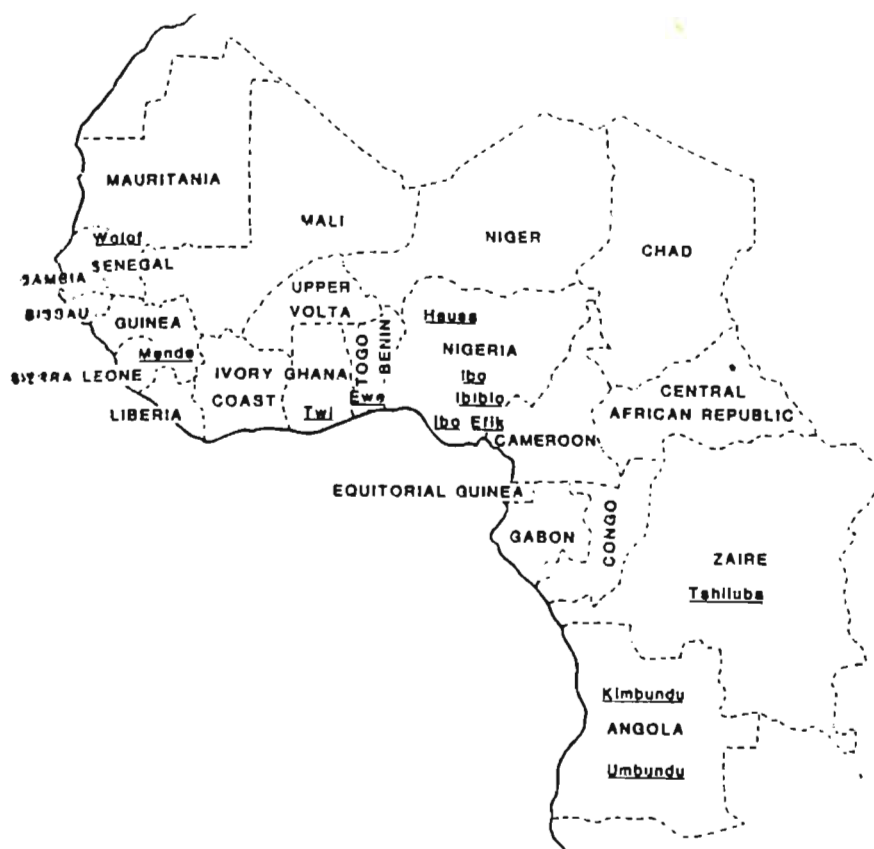 MAURITANIA
MALI
NIGER
CHAD
Wolof
SENEGAL
GAMBIA
BISSAU
GUINEA
UPPER
VOLTA
Hausa
Mende
SIERRA LEONE
LIBERIA
IVORY
COAST
GHANA
TOGO
BENIN
NIGERIA
Ibo
Ibibio
Ewe
Twi
Ibo Efik
CAMEROON
CENTRAL
AFRICAN REPUBLIC
EQUITORIAL GUINEA
GABON
CONGO
ZAIRE
Tshiluba
Kimbundu
ANGOLA
Umbundu